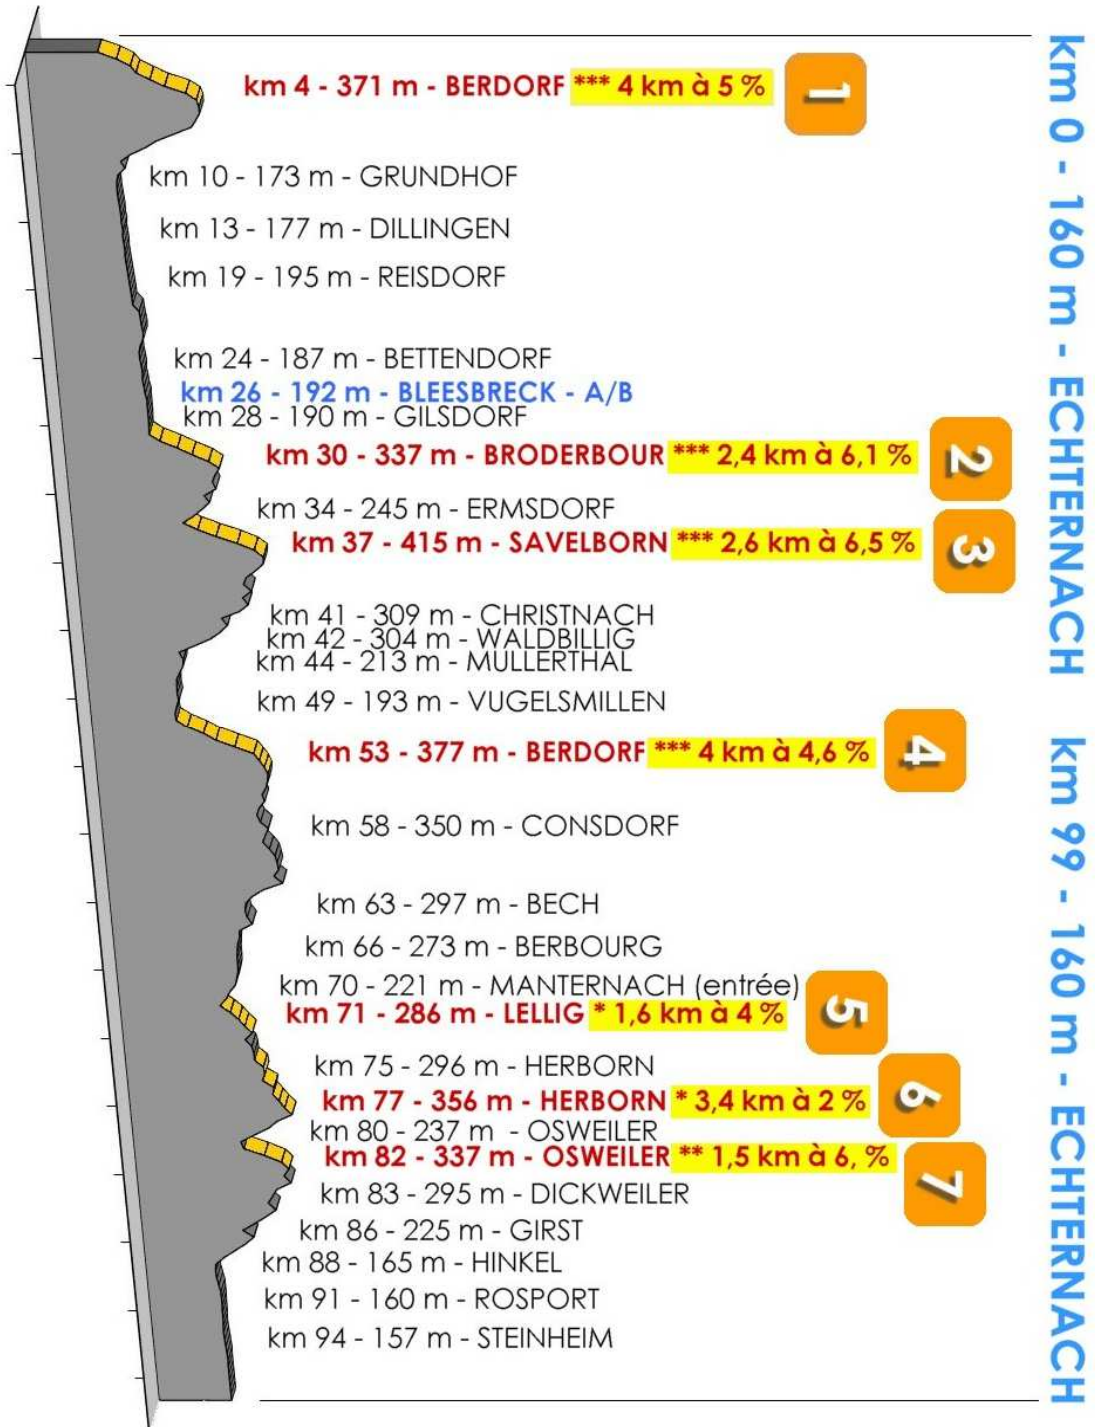 km 4 - 371 m - BERDORF *** 4 km à 5 %
1
km 10 - 173 m - GRUNDHOF
km 13 - 177 m - DILLINGEN
km 19 - 195 m - REISDORF
km 24 - 187 m - BETTENDORF
km 26 - 192 m - BLEESBRECK - A/B
km 28 - 190 m - GILSDORF
km 30 - 337 m - BRODERBOUR *** 2,4 km à 6,1 %
2
km 34 - 245 m - ERMSDORF
km 37 - 415 m - SAVELBORN *** 2,6 km à 6,5 %
3
km 41 - 309 m - CHRISTNACH
km 42 - 304 m - WALDBILLIG
km 44 - 213 m - MULLERTHAL
km 49 - 193 m - VUGELSMILLEN
km 53 - 377 m - BERDORF *** 4 km à 4,6 %
4
km 58 - 350 m - CONSDORF
km 63 - 297 m - BECH
km 66 - 273 m - BERBOURG
km 70 - 221 m - MANTERNACH (entrée)
km 71 - 286 m - LELLIG * 1,6 km à 4 %
5
km 75 - 296 m - HERBORN
km 77 - 356 m - HERBORN * 3,4 km à 2 %
6
km 80 - 237 m - OSWEILER
km 82 - 337 m - OSWEILER ** 1,5 km à 6, %
7
km 83 - 295 m - DICKWEILER
km 86 - 225 m - GIRST
km 88 - 165 m - HINKEL
km 91 - 160 m - ROSPORT
km 94 - 157 m - STEINHEIM
km 0 - 160 m - ECHTERNACH km 99 - 160 m - ECHTERNACH